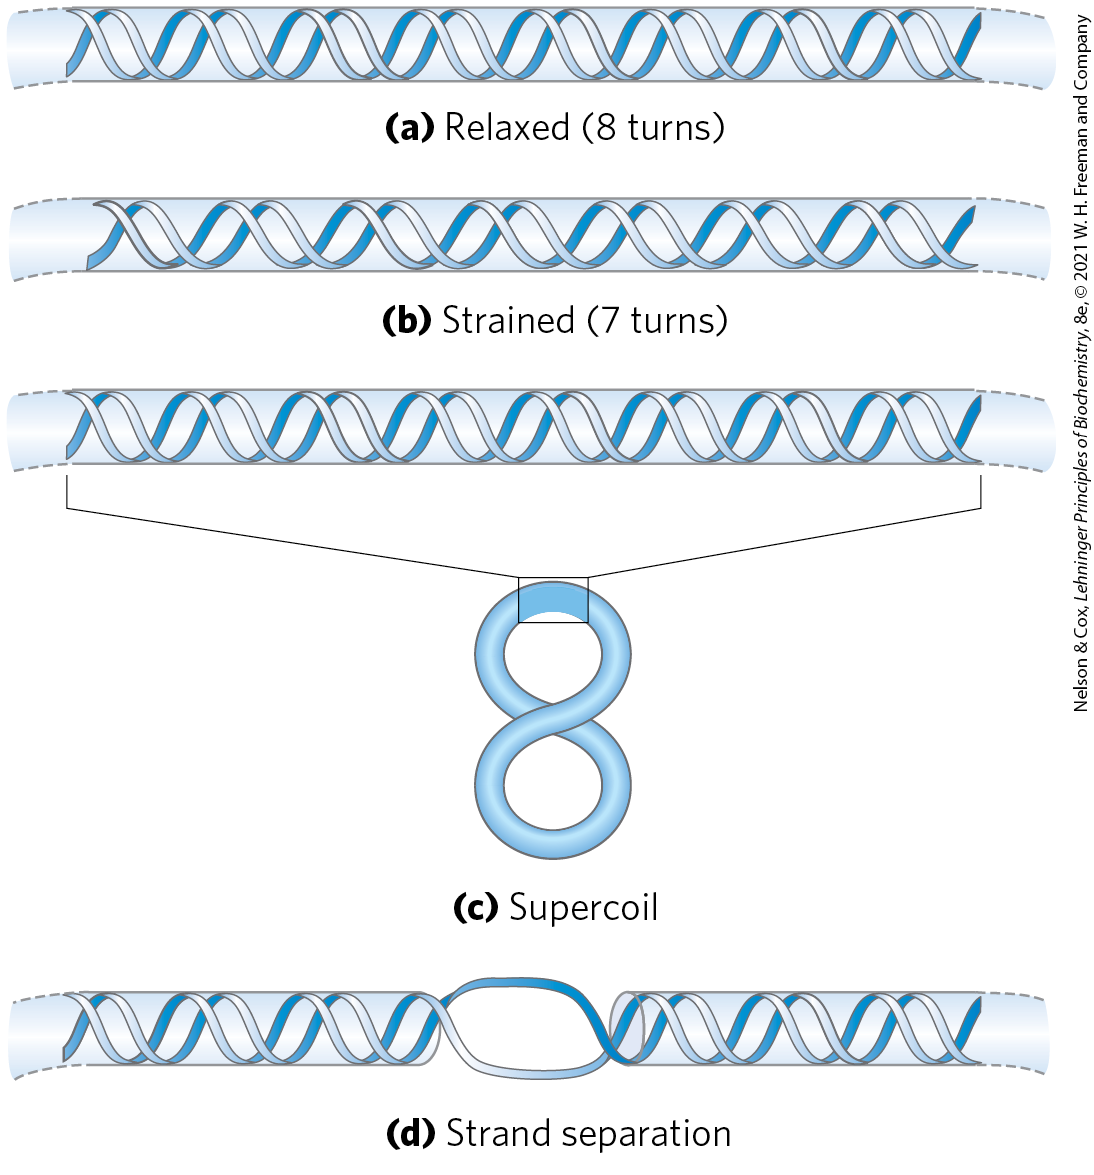 (a) Relaxed (8 turns)
(b) Strained (7 turns)
(c) Supercoil
(d) Strand separation
Nelson & Cox, Lehninger Principles of Biochemistry, 8e, © 2021 W. H. Freeman and Company